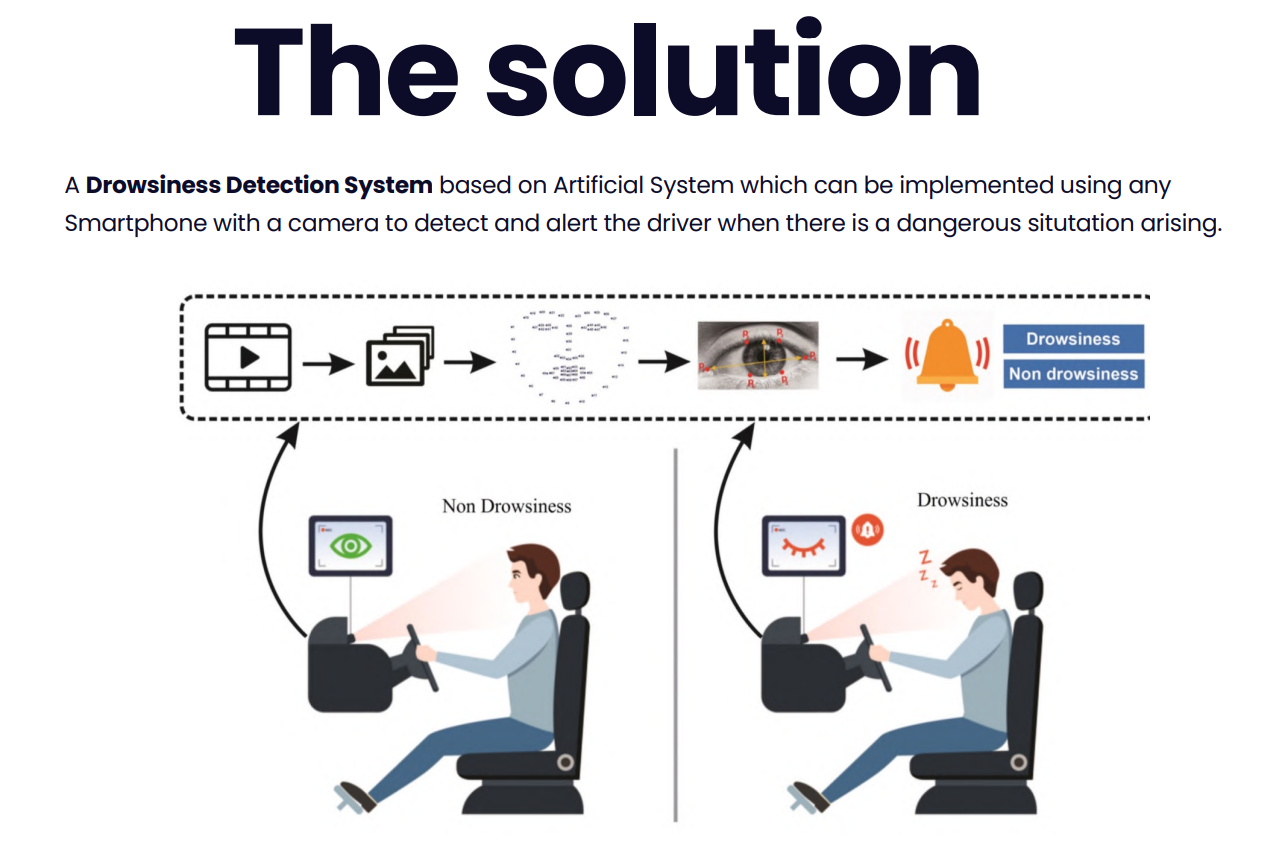 The solution
A Drowsiness Detection System based on Artificial System which can be implemented using any
Smartphone with a camera to detect and alert the driver when there is a dangerous situtation arising.
Drowsiness
Non drowsiness
Non Drowsiness
Drowsiness
Z
Z
z